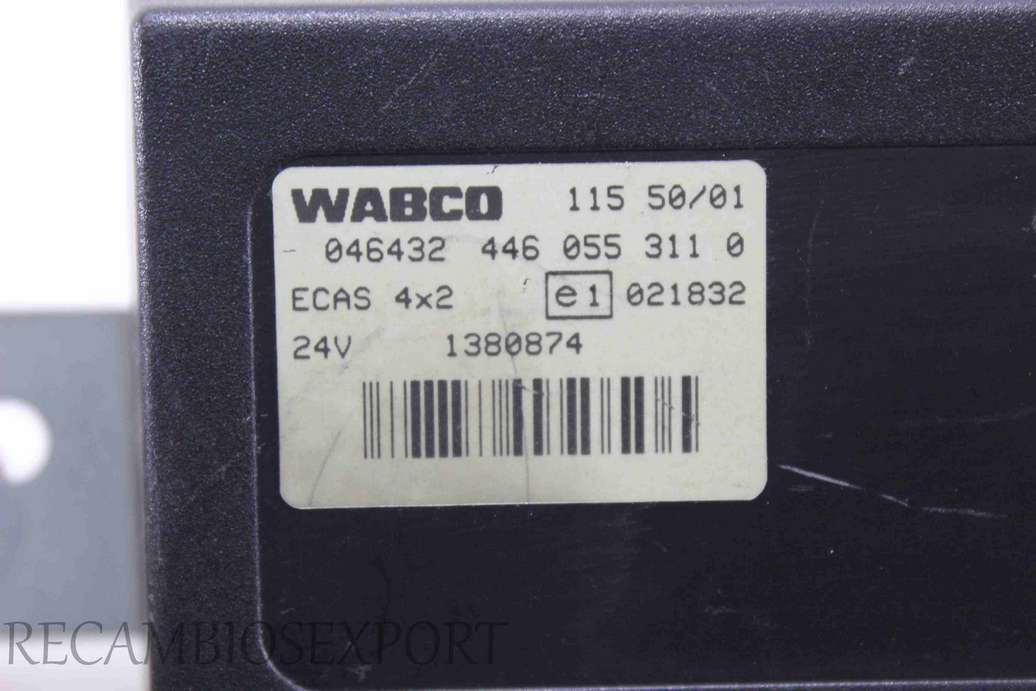 WABCO 115 50/01
046432 446 055 311 0
ECAS 4x2 e1 021832
24V 1380874
RECAMBIOSEXPORT